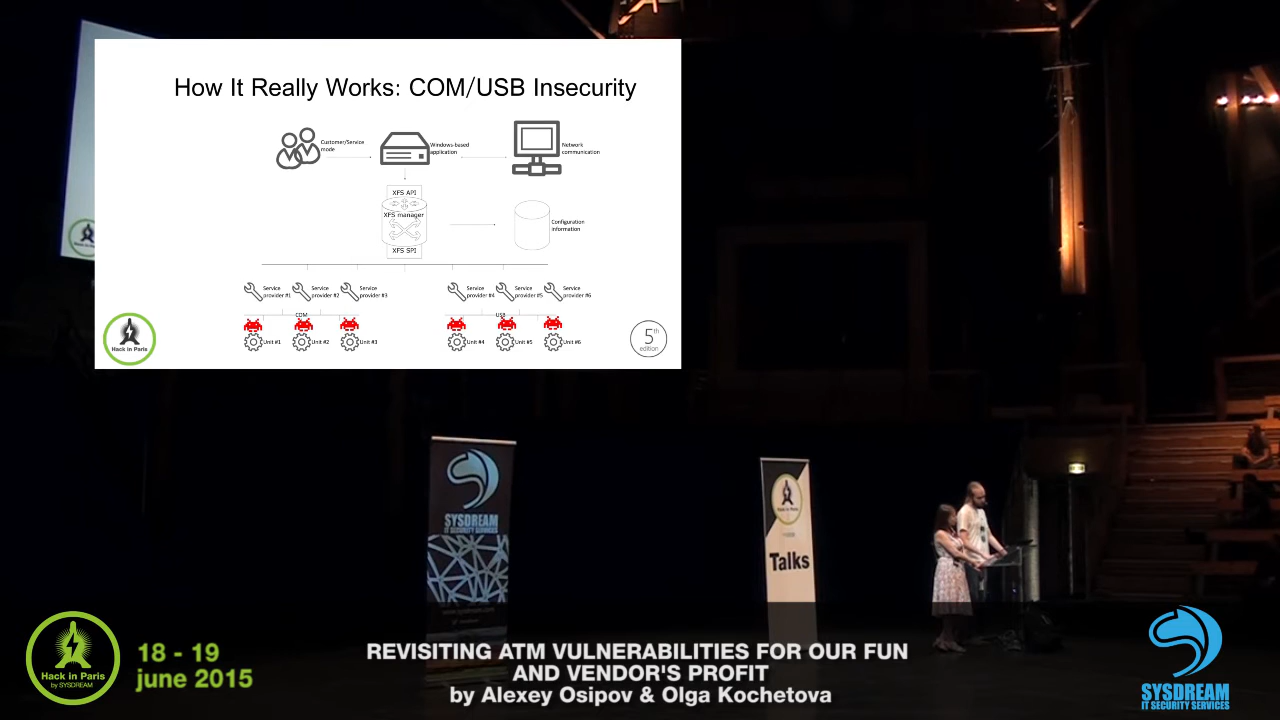 How It Really Works: COM/USB Insecurity
Customer/Service
mode
Windows-based
application
Network
communication
XFS API
XFS manager
XFS SPI
Configuration
information
Service
provider #1
Service
provider #2
Service
provider #3
Service
provider #4
Service
provider #5
Service
provider #6
COM
USB
Unit #1
Unit #2
Unit #3
Unit #4
Unit #5
Unit #6
Hack in Paris
5th
edition
SYSDREAM
IT SECURITY SERVICES
Hack in Paris
Talks
Hack in Paris
by SYSDREAM
18 - 19
june 2015
REVISITING ATM VULNERABILITIES FOR OUR FUN
AND VENDOR'S PROFIT
by Alexey Osipov & Olga Kochetova
SYSDREAM
IT SECURITY SERVICES